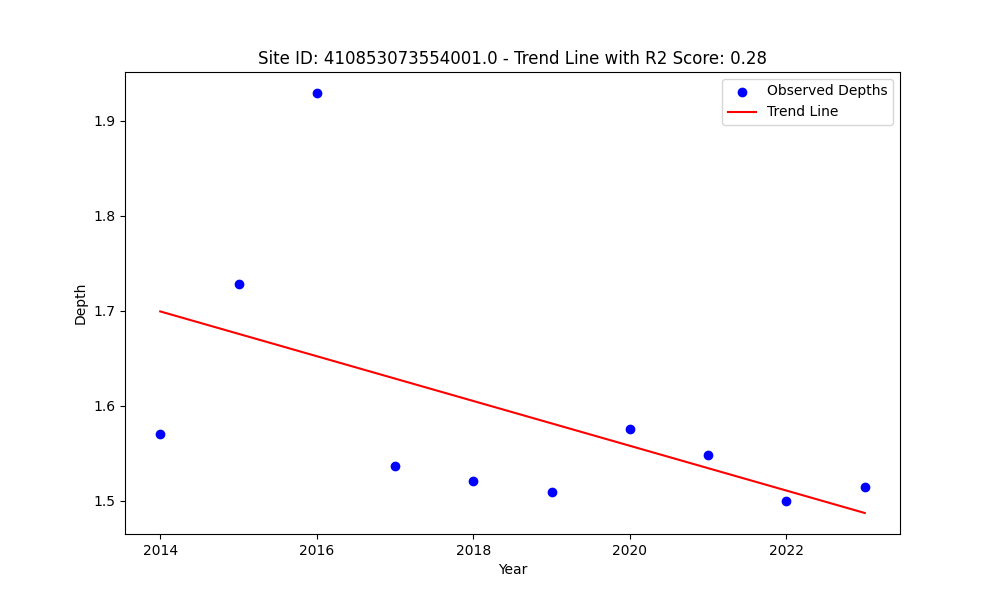 Site ID: 410853073554001.0 - Trend Line with R2 Score: 0.28
Observed Depths
Trend Line
1.9
1.8
1.7
1.6
1.5
Depth
2014
2016
2018
2020
2022
Year